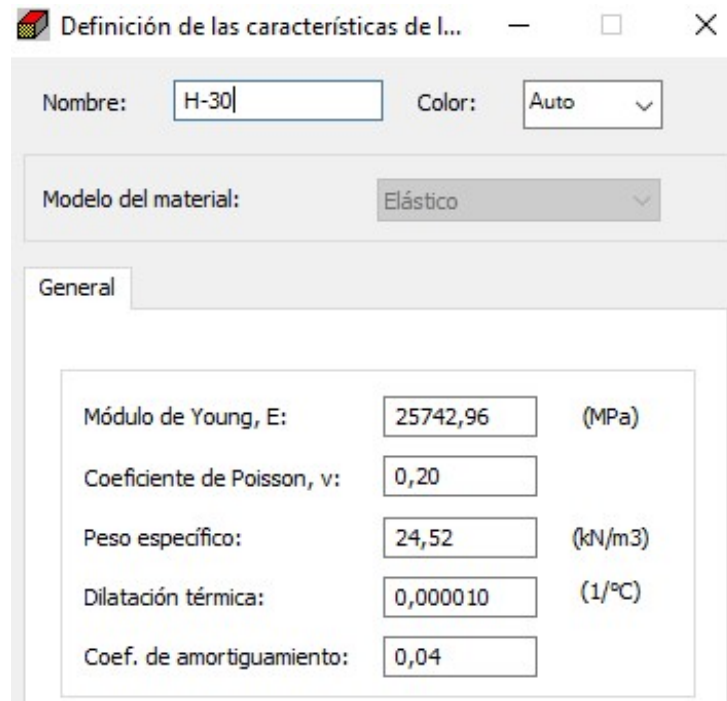 Definición de las características de l...
Nombre: H-30 Color: Auto
Modelo del material: Elástico
General
Módulo de Young, E: 25742,96 (MPa)
Coeficiente de Poisson, v: 0,20
Peso específico: 24,52 (kN/m3)
Dilatación térmica: 0,000010 (1/°C)
Coef. de amortiguamiento: 0,04